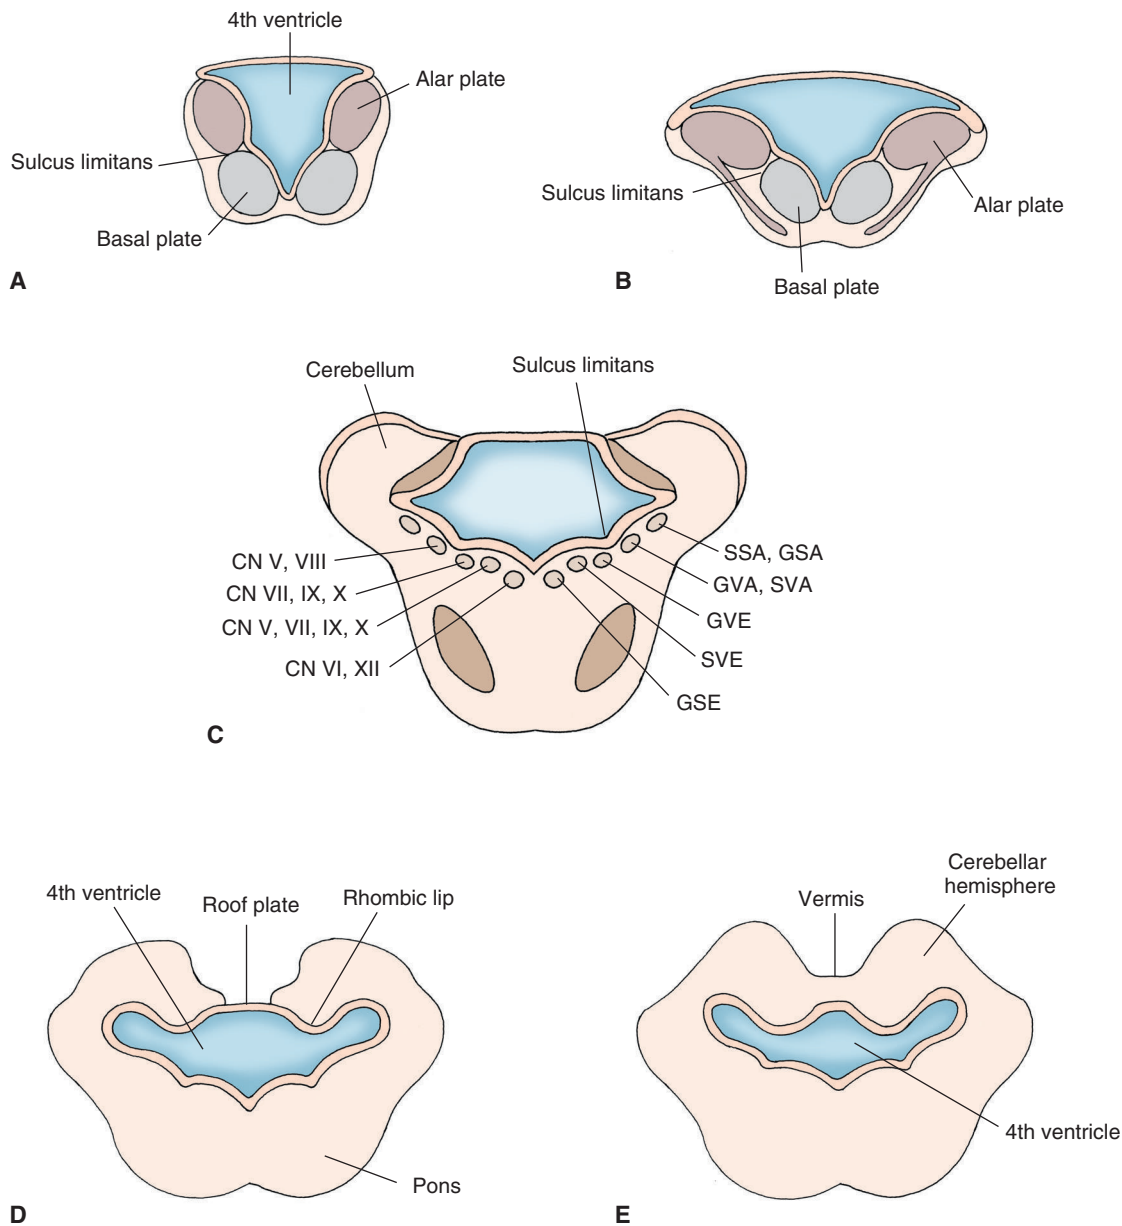 4th ventricle
Alar plate
Sulcus limitans
Basal plate
A
Sulcus limitans
Alar plate
Basal plate
B
Cerebellum
Sulcus limitans
CN V, VIII
CN VII, IX, X
CN V, VII, IX, X
CN VI, XII
SSA, GSA
GVA, SVA
GVE
SVE
GSE
C
4th ventricle
Roof plate
Rhombic lip
Pons
D
Vermis
Cerebellar
hemisphere
4th ventricle
E